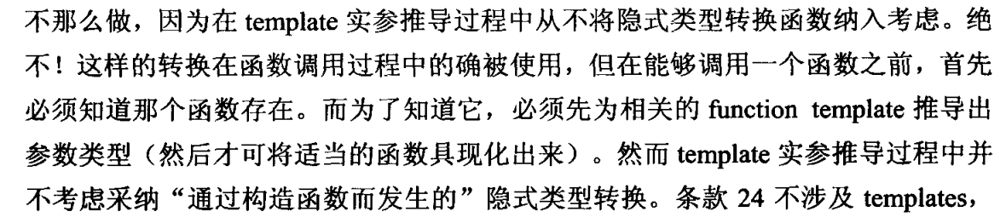 不那么做，因为在 template 实参推导过程中从不将隐式类型转换函数纳入考虑。绝
不！这样的转换在函数调用过程中的确被使用，但在能够调用一个函数之前，首先
必须知道那个函数存在。而为了知道它，必须先为相关的 function template 推导出
参数类型（然后才可将适当的函数具现化出来）。然而 template 实参推导过程中并
不考虑采纳“通过构造函数而发生的”隐式类型转换。条款 24 不涉及 templates，